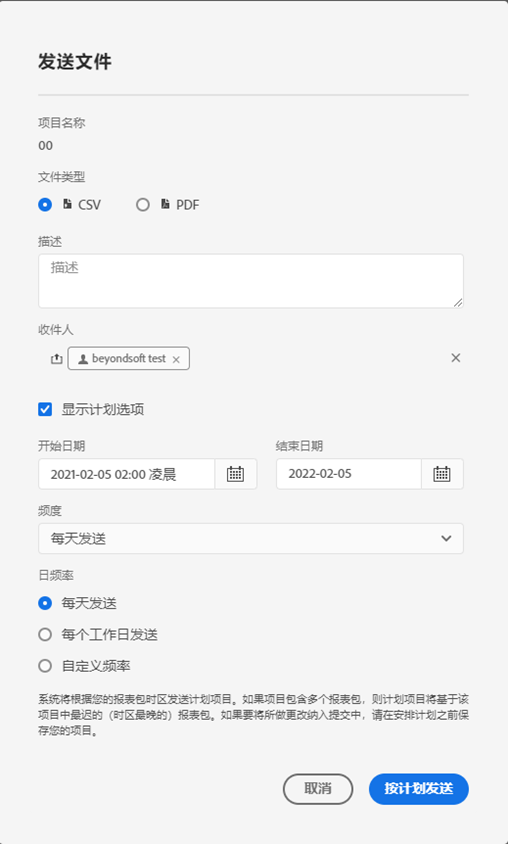 发送文件
项目名称
00
文件类型
CSV PDF
描述
描述
收件人
beyondsoft test
显示计划选项
开始日期 结束日期
2021-02-05 02:00 凌晨 2022-02-05
频度
每天发送
日频率
每天发送
每个工作日发送
自定义频率
系统将根据您的报表包时区发送计划项目。如果项目包含多个报表包，则计划项目将基于该
项目中最迟的（时区最晚的）报表包。如果要将所做更改纳入提交中，请在安排计划之前保
存您的项目。
取消 按计划发送